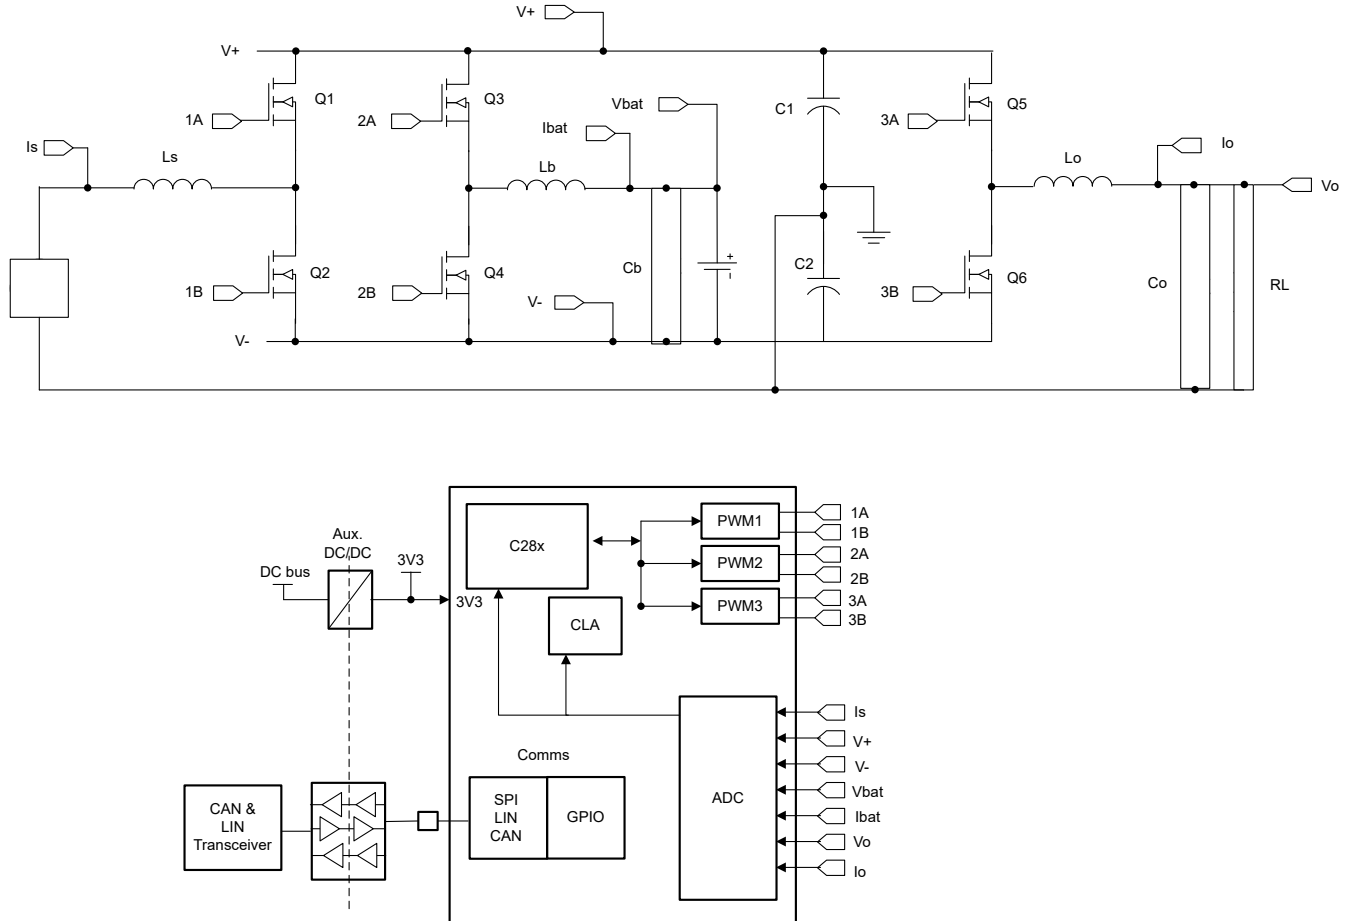 V+
V+
Q1
Q3
Q5
1A
2A
3A
Vbat
C1
Is
Ibat
Io
Ls
Lb
Lo
Vo
Q2
Q4
Q6
Cb
+
-
C2
Co
RL
1B
2B
3B
V-
V-
C28x
PWM1
1A
1B
Aux.
DC/DC
PWM2
2A
2B
DC bus
3V3
3V3
PWM3
3A
3B
CLA
Is
V+
Comms
V-
ADC
Vbat
Ibat
Vo
Io
CAN &
LIN
Transceiver
SPI
LIN
CAN
GPIO